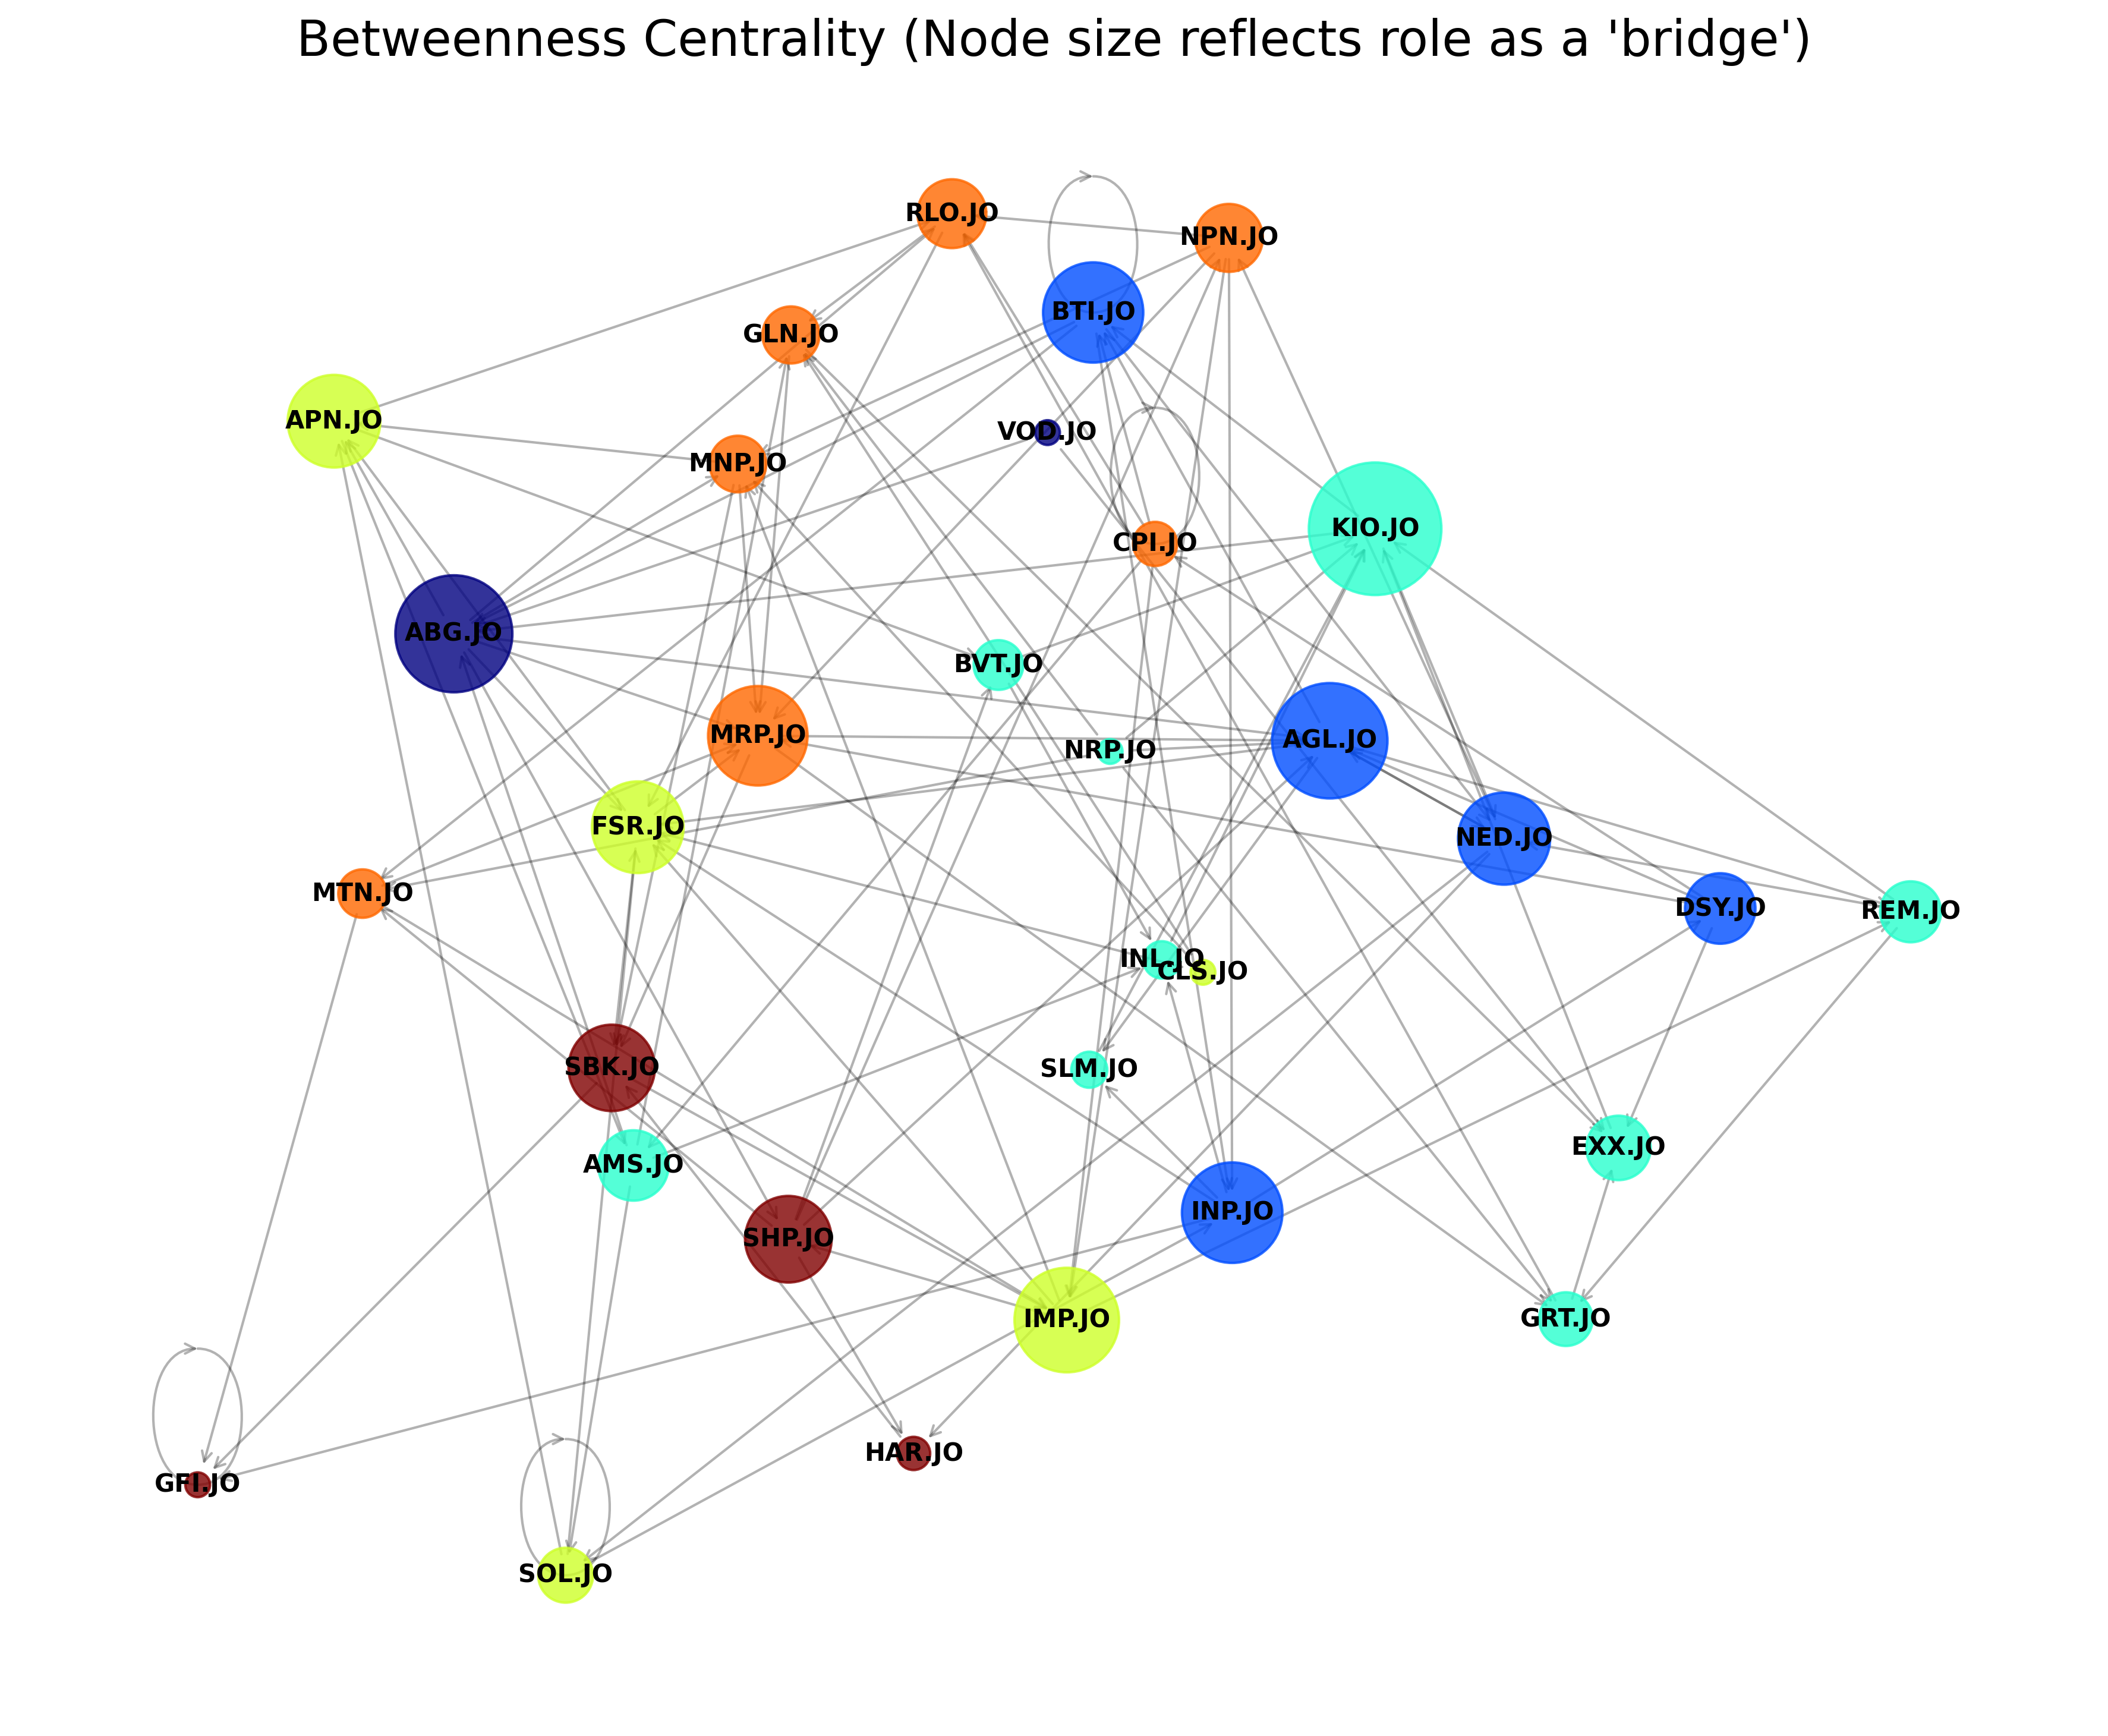 Betweenness Centrality (Node size reflects role as a 'bridge')
RLO.JO
NPN.JO
BTI.JO
GLN.JO
APN.JO
VOD.JO
MNP.JO
KIO.JO
CPI.JO
ABG.JO
BVT.JO
MRP.JO
AGL.JO
NRP.JO
FSR.JO
NED.JO
MTN.JO
DSY.JO
REM.JO
INL.JO
CLS.JO
SBK.JO
SLM.JO
EXX.JO
AMS.JO
INP.JO
SHP.JO
IMP.JO
GRT.JO
HAR.JO
GFI.JO
SOL.JO